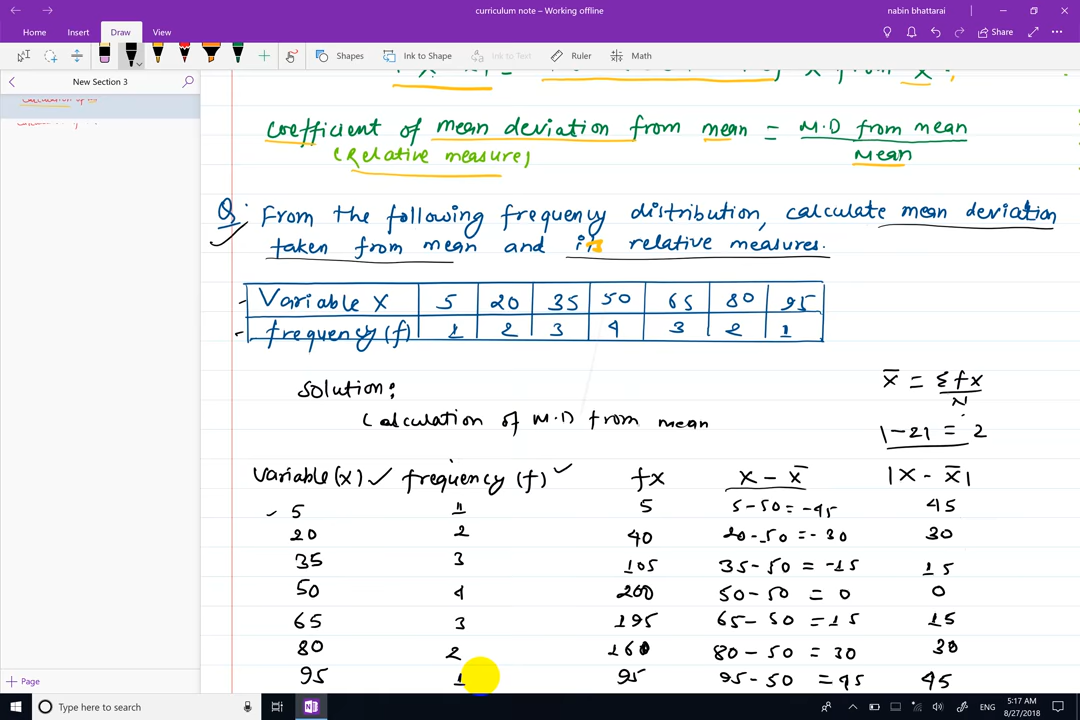 curriculum note – Working offline
nabin bhattarai
Home Insert Draw View
Share
Shapes Ink to Shape Ink to Text Ruler Math
New Section 3
coefficient of mean deviation from mean = M.D from mean
(Relative measure) Mean
Q: From the following frequency distribution, calculate mean deviation
taken from mean and its relative measures.
Variable X 5 20 35 50 65 80 95
frequency (f) 1 2 3 4 3 2 1
Solution:
x̄ = Σfx
N
Calculation of M.D from mean
|-2| = 2
Variable (x) ✓ frequency (f) ✓ fx x - x̄ |x - x̄|
5 1 5 5-50=-45 45
20 2 40 20-50=-30 30
35 3 105 35-50=-15 15
50 4 200 50-50=0 0
65 3 195 65-50=15 15
80 2 160 80-50=30 30
95 1 95 95-50=45 45
+ Page
Type here to search
ENG
5:17 AM
8/27/2018